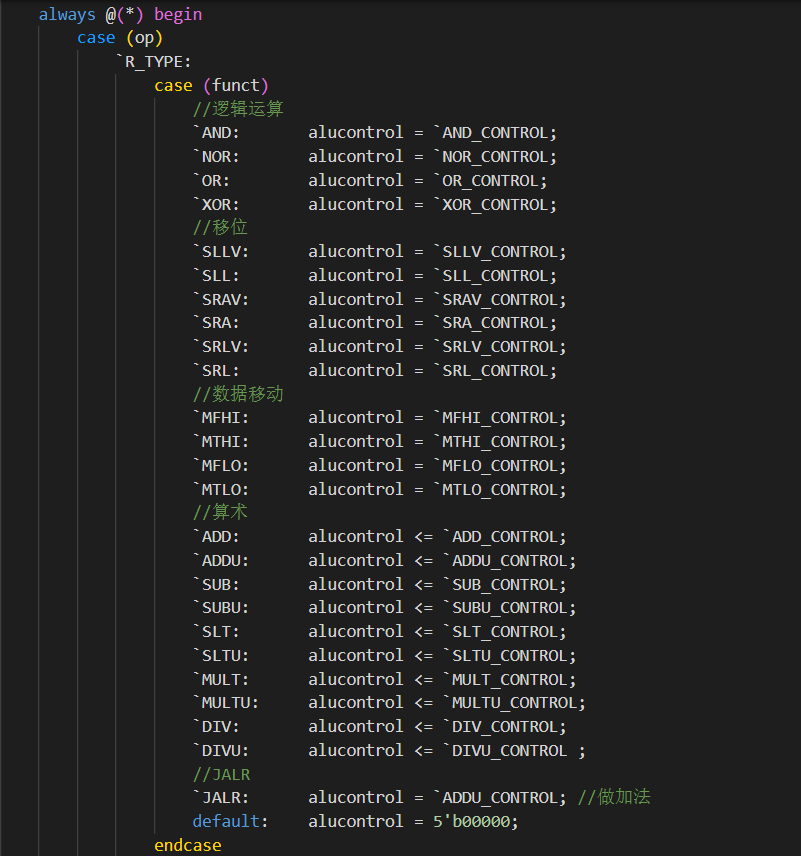 always @(*) begin
case (op)
`R_TYPE:
case (funct)
//逻辑运算
`AND: alucontrol = `AND_CONTROL;
`NOR: alucontrol = `NOR_CONTROL;
`OR: alucontrol = `OR_CONTROL;
`XOR: alucontrol = `XOR_CONTROL;
//移位
`SLLV: alucontrol = `SLLV_CONTROL;
`SLL: alucontrol = `SLL_CONTROL;
`SRAV: alucontrol = `SRAV_CONTROL;
`SRA: alucontrol = `SRA_CONTROL;
`SRLV: alucontrol = `SRLV_CONTROL;
`SRL: alucontrol = `SRL_CONTROL;
//数据移动
`MFHI: alucontrol = `MFHI_CONTROL;
`MTHI: alucontrol = `MTHI_CONTROL;
`MFLO: alucontrol = `MFLO_CONTROL;
`MTLO: alucontrol = `MTLO_CONTROL;
//算术
`ADD: alucontrol <= `ADD_CONTROL;
`ADDU: alucontrol <= `ADDU_CONTROL;
`SUB: alucontrol <= `SUB_CONTROL;
`SUBU: alucontrol <= `SUBU_CONTROL;
`SLT: alucontrol <= `SLT_CONTROL;
`SLTU: alucontrol <= `SLTU_CONTROL;
`MULT: alucontrol <= `MULT_CONTROL;
`MULTU: alucontrol <= `MULTU_CONTROL;
`DIV: alucontrol <= `DIV_CONTROL;
`DIVU: alucontrol <= `DIVU_CONTROL ;
//JALR
`JALR: alucontrol = `ADDU_CONTROL; //做加法
default: alucontrol = 5'b00000;
endcase